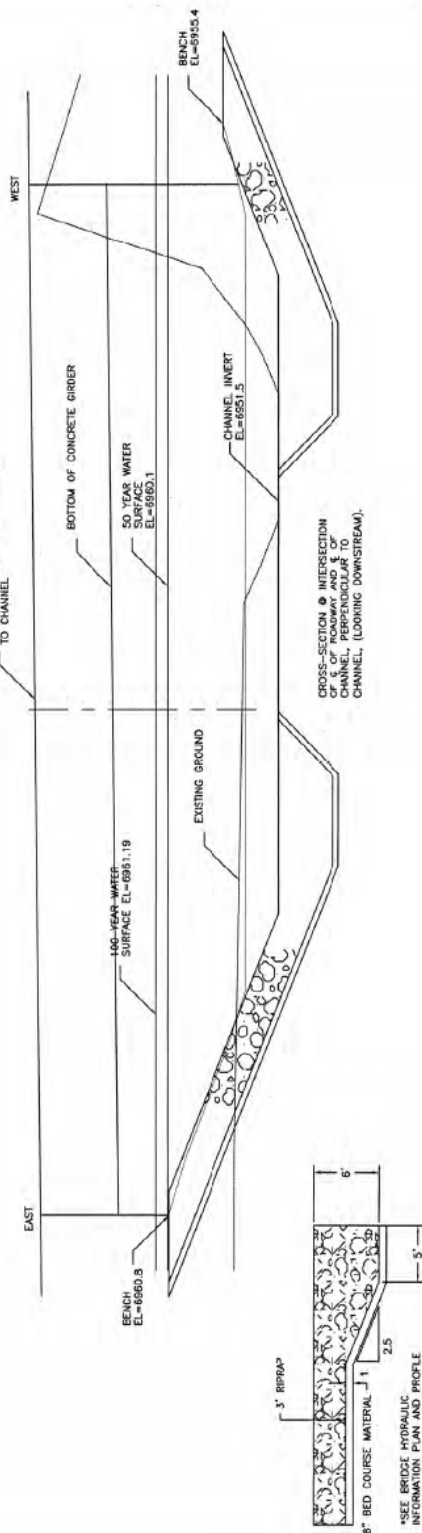 TO CHANNEL
EAST
WEST
100 YEAR WATER
SURFACE EL=6961.19
BOTTOM OF CONCRETE GIRDER
50 YEAR WATER
SURFACE
EL=6960.1
BENCH
EL=6960.8
EXISTING GROUND
CHANNEL INVERT
EL=6951.5
BENCH
EL=6955.4
CROSS-SECTION @ INTERSECTION
OF ℄ OF ROADWAY AND ℄ OF
CHANNEL, PERPENDICULAR TO
CHANNEL, (LOOKING DOWNSTREAM).
3' RIPRAP
6'
1
2.5
5'
8" BED COURSE MATERIAL
*SEE BRIDGE HYDRAULIC
INFORMATION PLAN AND PROFILE